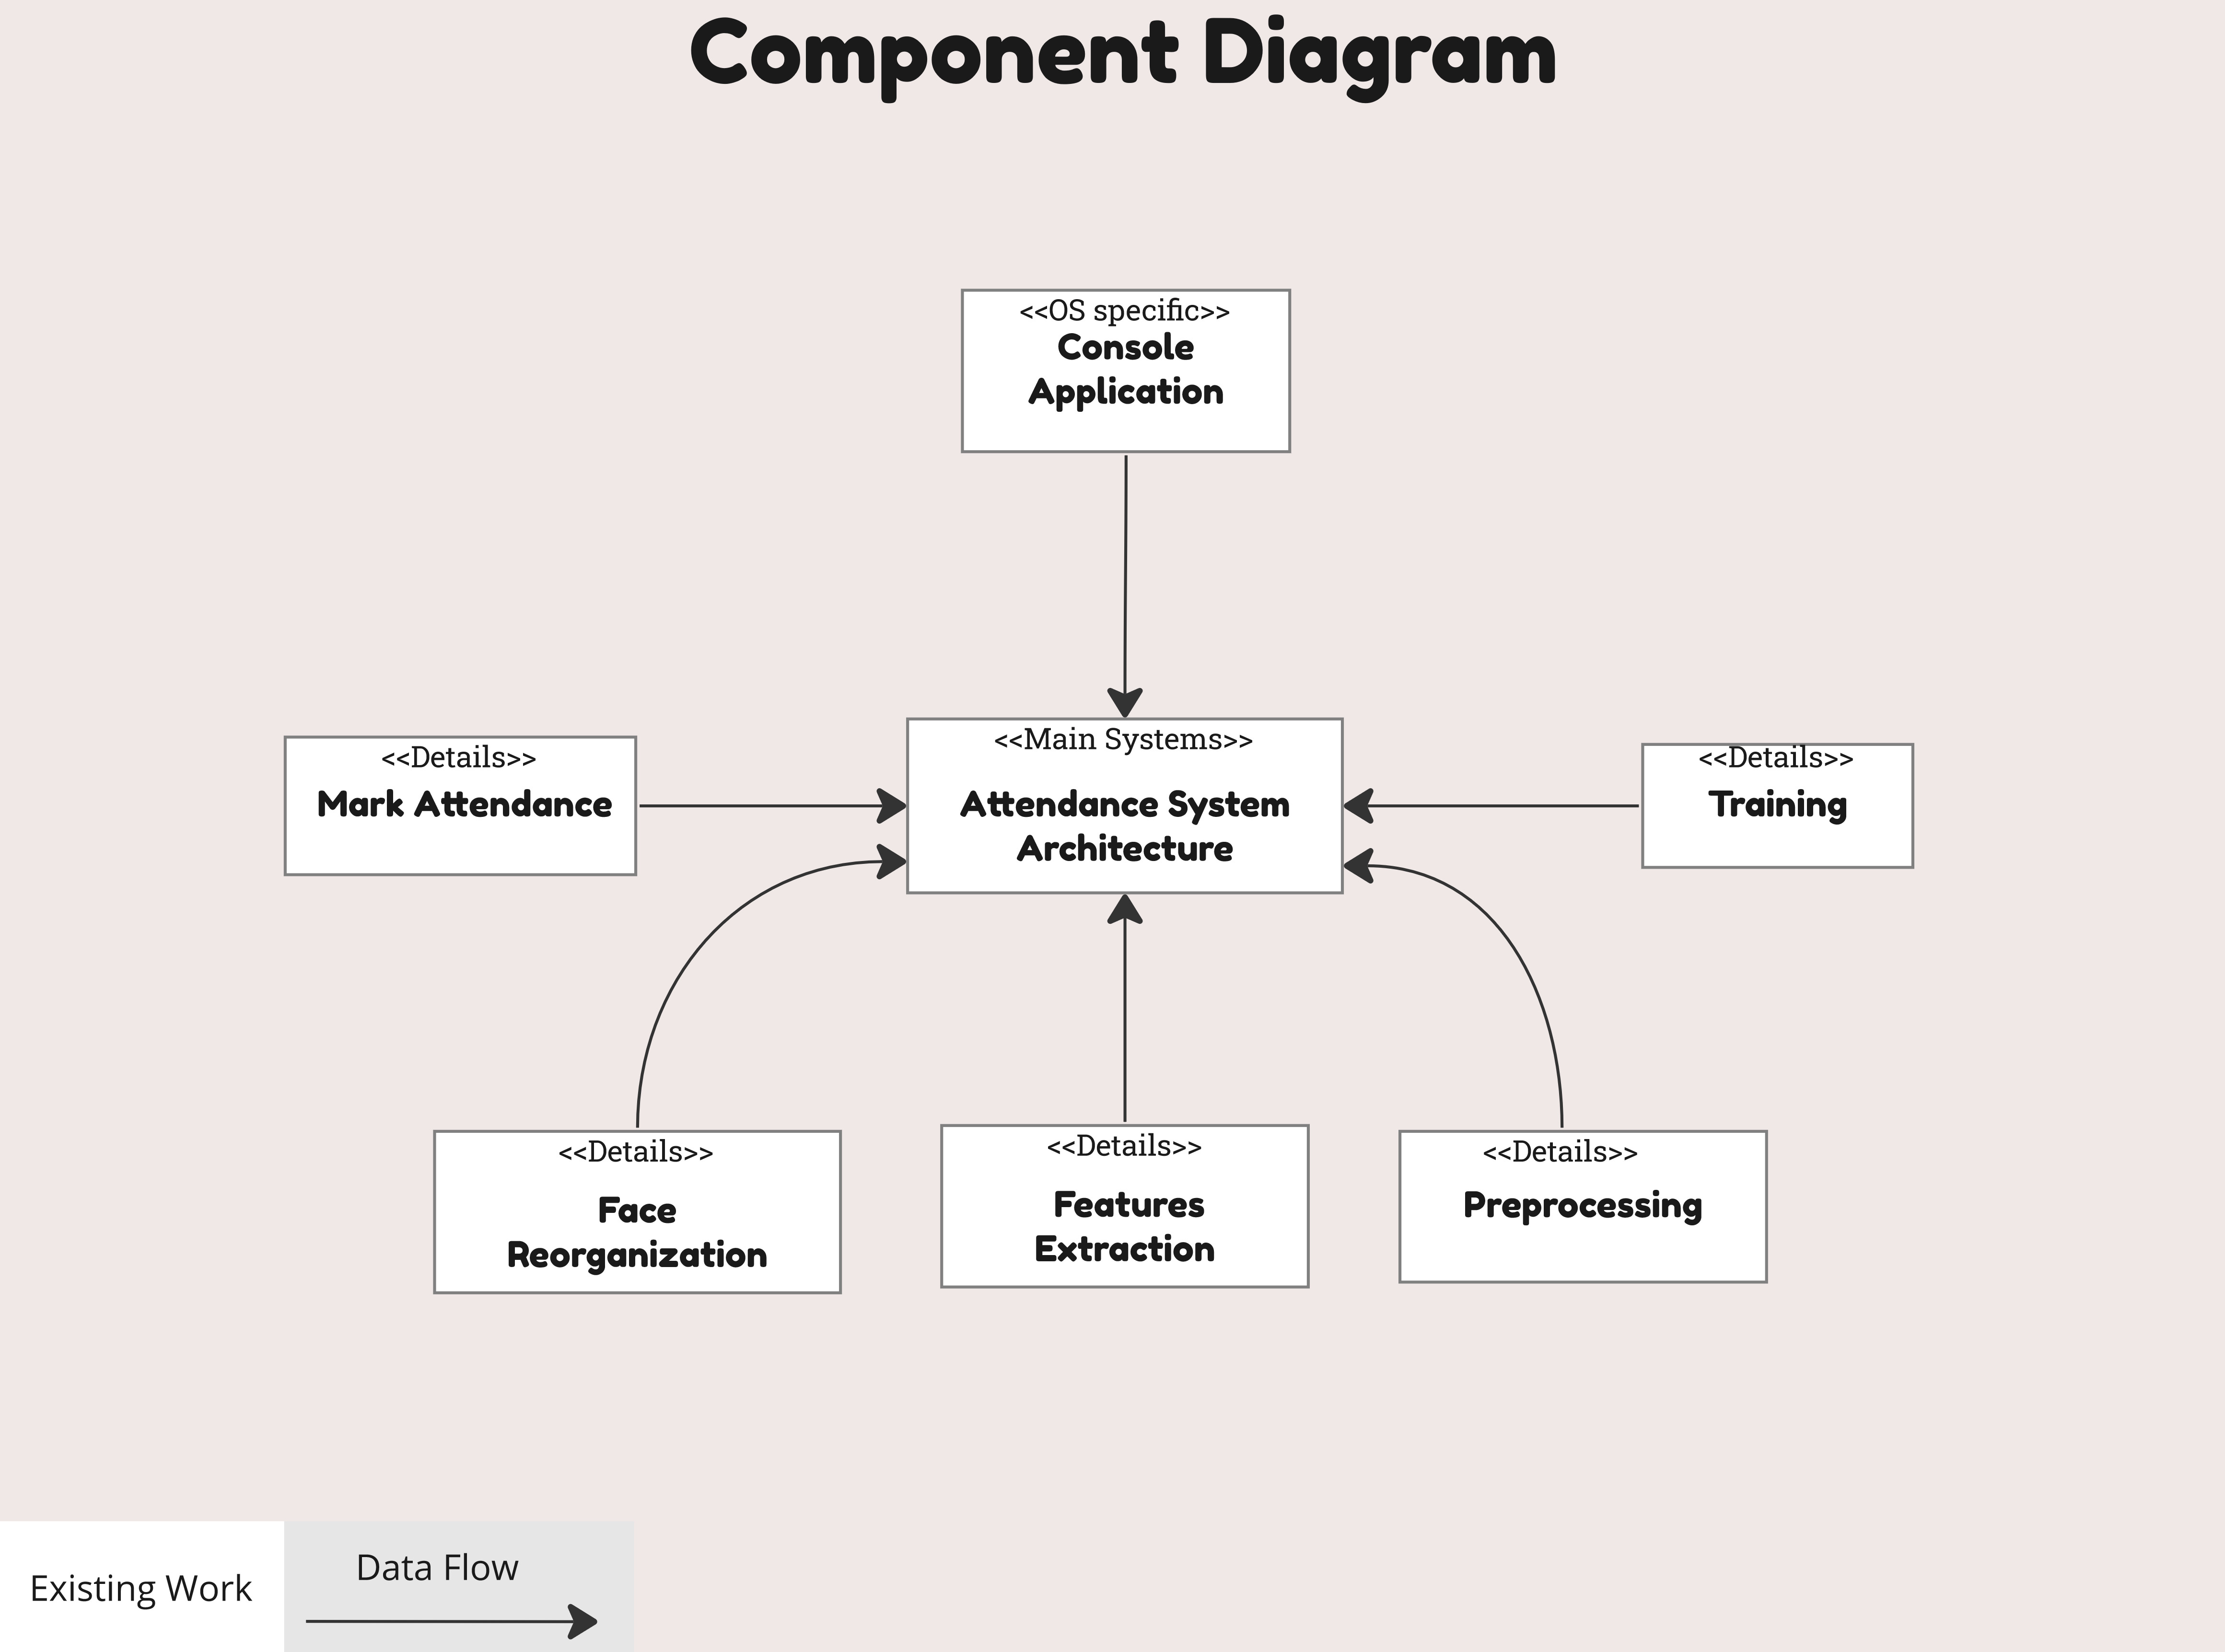 Component Diagram
<<OS specific>>
Console
Application
<<Details>>
Mark Attendance
<<Main Systems>>
Attendance System
Architecture
<<Details>>
Training
<<Details>>
Face
Reorganization
<<Details>>
Features
Extraction
<<Details>>
Preprocessing
Existing Work
Data Flow